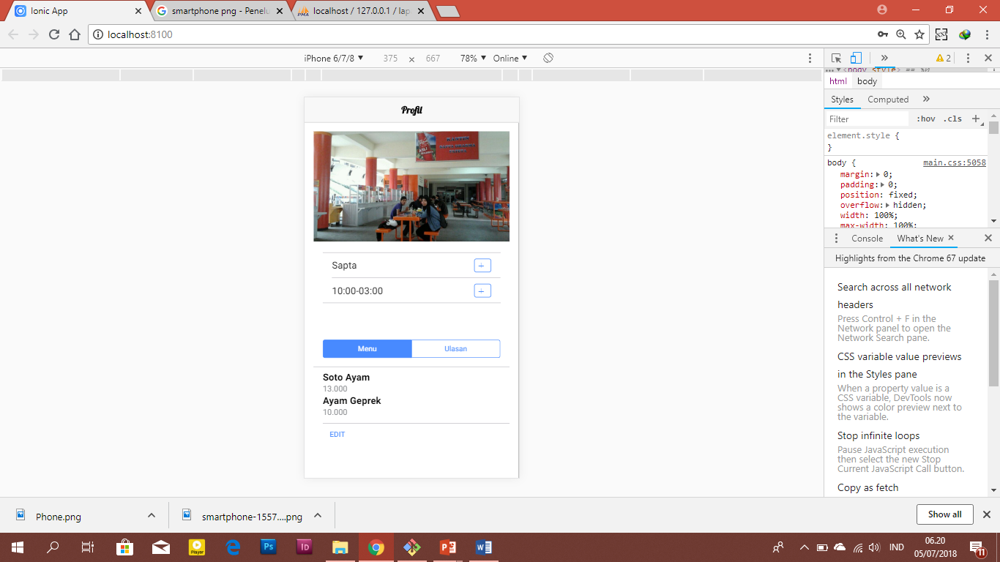 Ionic App
smartphone png - Penelu
localhost / 127.0.0.1 / lap
localhost:8100
iPhone 6/7/8 375 × 667 78% Online
2
html body
Styles Computed
Filter :hov .cls
element.style {
}
body { main.css:5058
margin: 0;
padding: 0;
position: fixed;
overflow: hidden;
width: 100%;
max-width: 100%;
Console What's New
Highlights from the Chrome 67 update
Search across all network
headers
Press Control + F in the
Network panel to open the
Network Search pane.
CSS variable value previews
in the Styles pane
When a property value is a
CSS variable, DevTools now
shows a color preview next to
the variable.
Stop infinite loops
Pause JavaScript execution
then select the new Stop
Current JavaScript Call button.
Copy as fetch
Profil
ASLI
Sapta
10:00-03:00
Menu Ulasan
Soto Ayam
13.000
Ayam Geprek
10.000
EDIT
Phone.png
smartphone-1557....png
Show all
IND
06.20
05/07/2018
11